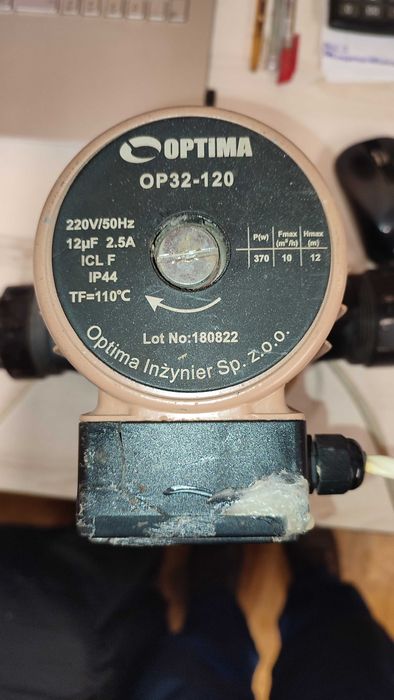 OPTIMA
OP32-120
220V/50Hz
12µF 2.5A
ICL F
IP44
TF=110℃
P(w) Fmax (m³/h) Hmax (m)
370 10 12
Lot No:180822
Optima Inżynier Sp. z.o.o.